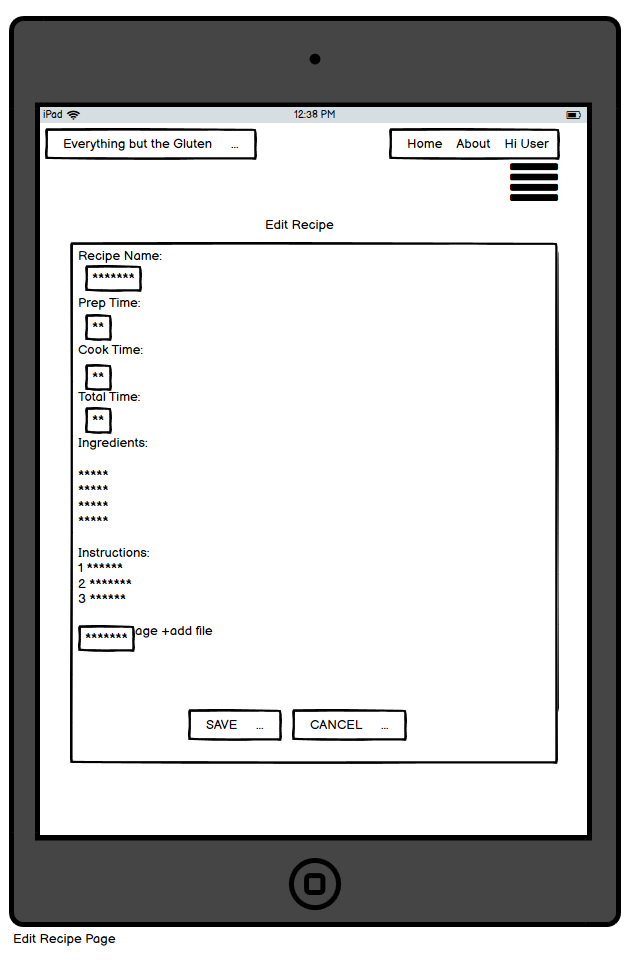 iPad 12:38 PM
Everything but the Gluten ... Home About Hi User
Edit Recipe
Recipe Name:
*******
Prep Time:
**
Cook Time:
**
Total Time:
**
Ingredients:
*****
*****
*****
*****
Instructions:
1 ******
2 *******
3 ******
******* age +add file
SAVE ... CANCEL ...
Edit Recipe Page